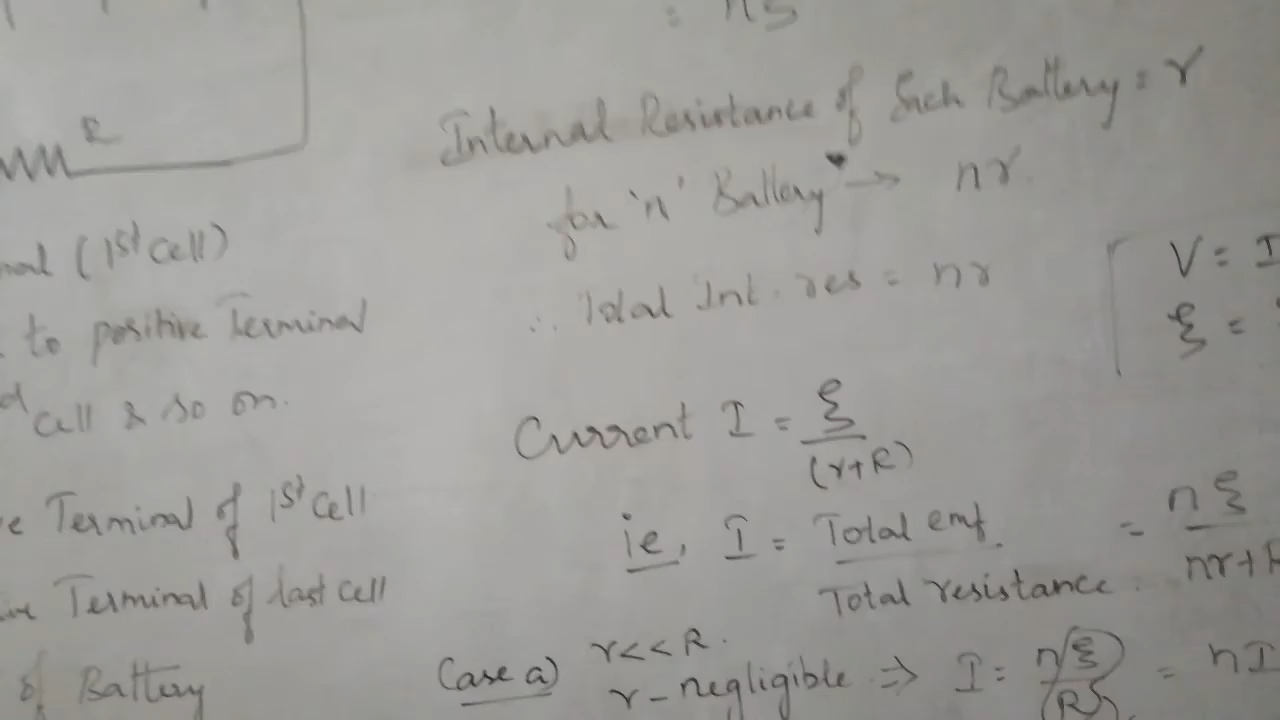 R
(1st cell)
to positive Terminal
cell & so on.
Terminal of 1st cell
Terminal of last cell
of Battery
= nξ
Internal Resistance of Each Battery = r
for 'n' Battery → nr
∴ Total Int. res = nr
V = I
ξ =
Current I = ξ/(r+R)
ie, I = Total emf / Total resistance = nξ / nr+R
Case a) r<<R.
r - negligible ⇒ I = nξ/R = nI